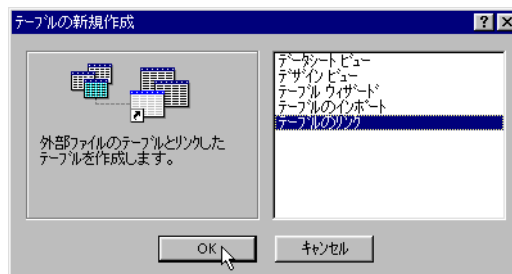 テーブルの新規作成
外部ファイルのテーブルとリンクした
テーブルを作成します。
データシート ビュー
デザイン ビュー
テーブル ウィザード
テーブルのインポート
テーブルのリンク
OK
キャンセル